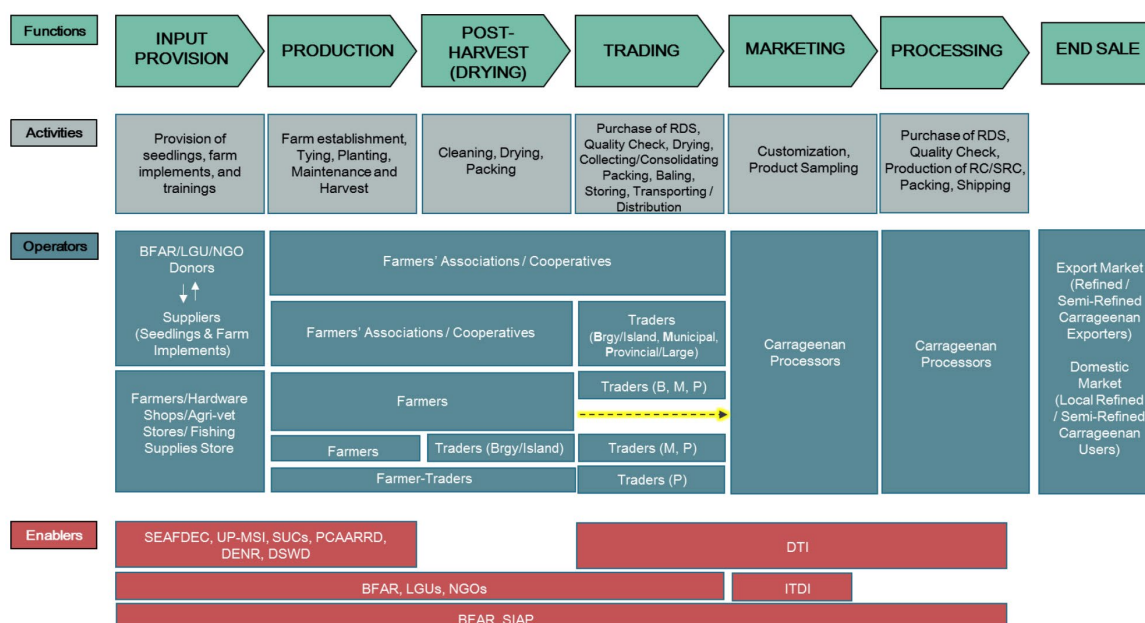 Functions
INPUT
PROVISION
PRODUCTION
POST-
HARVEST
(DRYING)
TRADING
MARKETING
PROCESSING
END SALE
Activities
Provision of
seedlings, farm
implements, and
trainings
Farm establishment,
Tying, Planting,
Maintenance and
Harvest
Cleaning, Drying,
Packing
Purchase of RDS,
Quality Check, Drying,
Collecting/Consolidating
Packing, Baling,
Storing, Transporting /
Distribution
Customization,
Product Sampling
Purchase of RDS,
Quality Check,
Production of RC/SRC,
Packing, Shipping
Operators
BFAR/LGU/NGO
Donors
Suppliers
(Seedlings & Farm
Implements)
Farmers/Hardware
Shops/Agri-vet
Stores/ Fishing
Supplies Store
Farmers' Associations / Cooperatives
Farmers' Associations / Cooperatives
Traders
(Brgy/Island, Municipal,
Provincial/Large)
Farmers
Traders (B, M, P)
Farmers
Traders (Brgy/Island)
Traders (M, P)
Farmer-Traders
Traders (P)
Carrageenan
Processors
Carrageenan
Processors
Export Market
(Refined /
Semi-Refined
Carrageenan
Exporters)
Domestic
Market
(Local Refined
/ Semi-Refined
Carrageenan
Users)
Enablers
SEAFDEC, UP-MSI, SUCs, PCAARRD,
DENR, DSWD
DTI
BFAR, LGUs, NGOs
ITDI
BFAR, SIAP